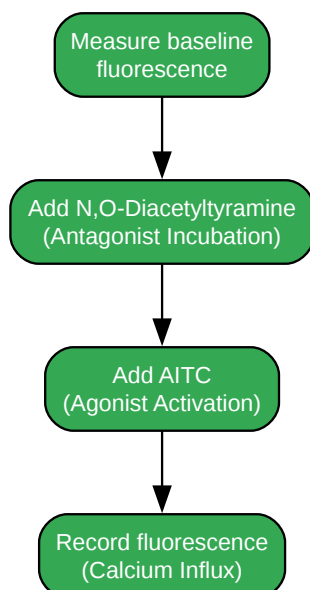 Measure baseline
fluorescence
Add N,O-Diacetyltyramine
(Antagonist Incubation)
Add AITC
(Agonist Activation)
Record fluorescence
(Calcium Influx)